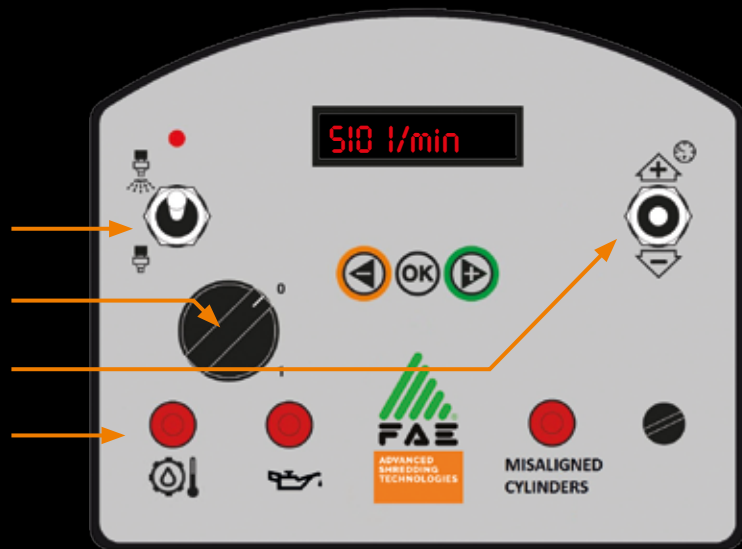 510 l/min
+
−
− OK +
0
1
FAE®
ADVANCED
SHREDDING
TECHNOLOGIES
MISALIGNED
CYLINDERS